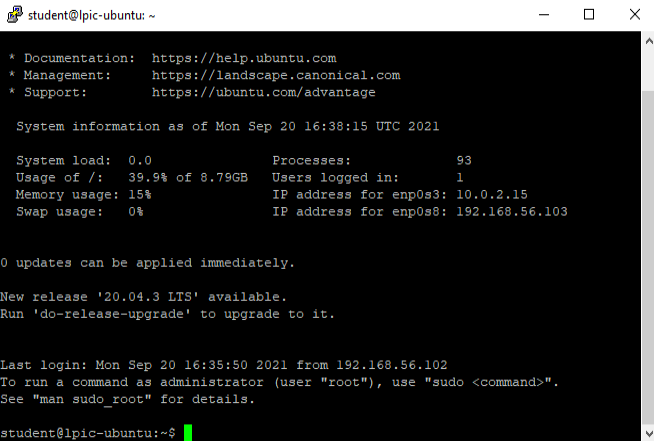 student@lpic-ubuntu: ~
* Documentation:  https://help.ubuntu.com
* Management:     https://landscape.canonical.com
* Support:        https://ubuntu.com/advantage
System information as of Mon Sep 20 16:38:15 UTC 2021
System load:  0.0               Processes:             93
Usage of /:   39.9% of 8.79GB   Users logged in:       1
Memory usage: 15%               IP address for enp0s3: 10.0.2.15
Swap usage:   0%                IP address for enp0s8: 192.168.56.103
0 updates can be applied immediately.
New release '20.04.3 LTS' available.
Run 'do-release-upgrade' to upgrade to it.
Last login: Mon Sep 20 16:35:50 2021 from 192.168.56.102
To run a command as administrator (user "root"), use "sudo <command>".
See "man sudo_root" for details.
student@lpic-ubuntu:~$